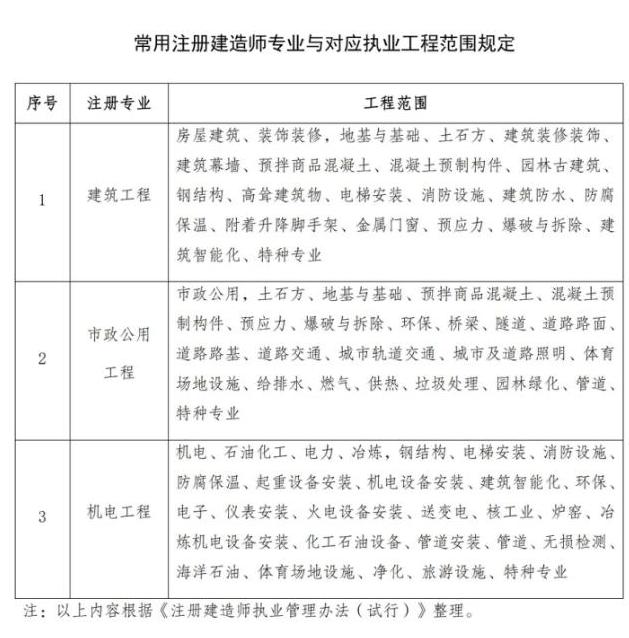 常用注册建造师专业与对应执业工程范围规定
序号 注册专业 工程范围
1 建筑工程 房屋建筑、装饰装修，地基与基础、土石方、建筑装修装饰、
建筑幕墙、预拌商品混凝土、混凝土预制构件、园林古建筑、
钢结构、高耸建筑物、电梯安装、消防设施、建筑防水、防腐
保温、附着升降脚手架、金属门窗、预应力、爆破与拆除、建
筑智能化、特种专业
2 市政公用
工程
市政公用，土石方、地基与基础、预拌商品混凝土、混凝土预
制构件、预应力、爆破与拆除、环保、桥梁、隧道、道路路面、
道路路基、道路交通、城市轨道交通、城市及道路照明、体育
场地设施、给排水、燃气、供热、垃圾处理、园林绿化、管道、
特种专业
3 机电工程 机电、石油化工、电力、冶炼，钢结构、电梯安装、消防设施、
防腐保温、起重设备安装、机电设备安装、建筑智能化、环保、
电子、仪表安装、火电设备安装、送变电、核工业、炉窑、冶
炼机电设备安装、化工石油设备、管道安装、管道、无损检测、
海洋石油、体育场地设施、净化、旅游设施、特种专业
注：以上内容根据《注册建造师执业管理办法（试行）》整理。